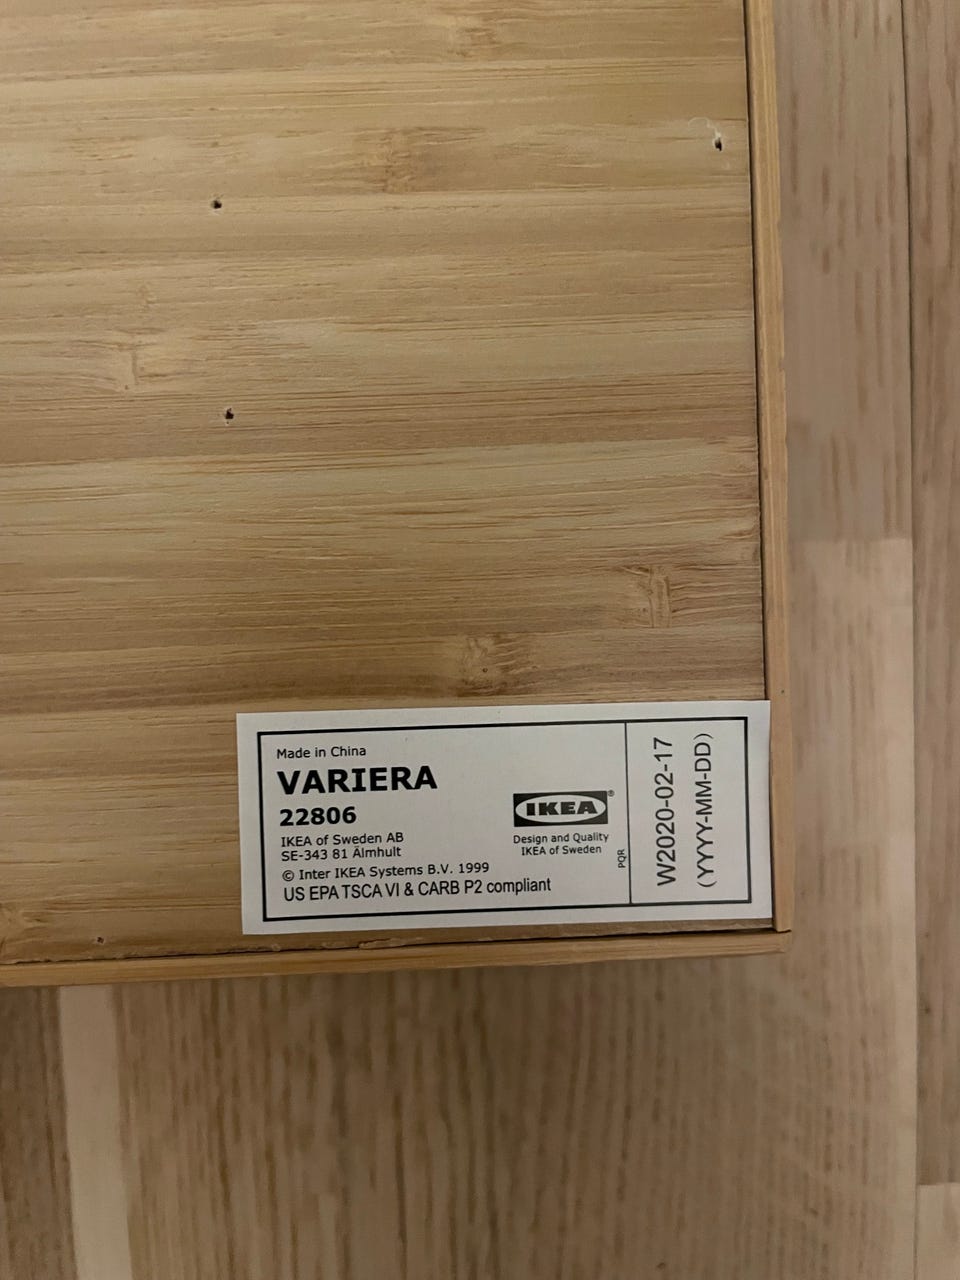 Made in China
VARIERA
22806
IKEA of Sweden AB
SE-343 81 Älmhult
© Inter IKEA Systems B.V. 1999
US EPA TSCA VI & CARB P2 compliant
IKEA®
Design and Quality
IKEA of Sweden
PQR
W2020-02-17
(YYYY-MM-DD)